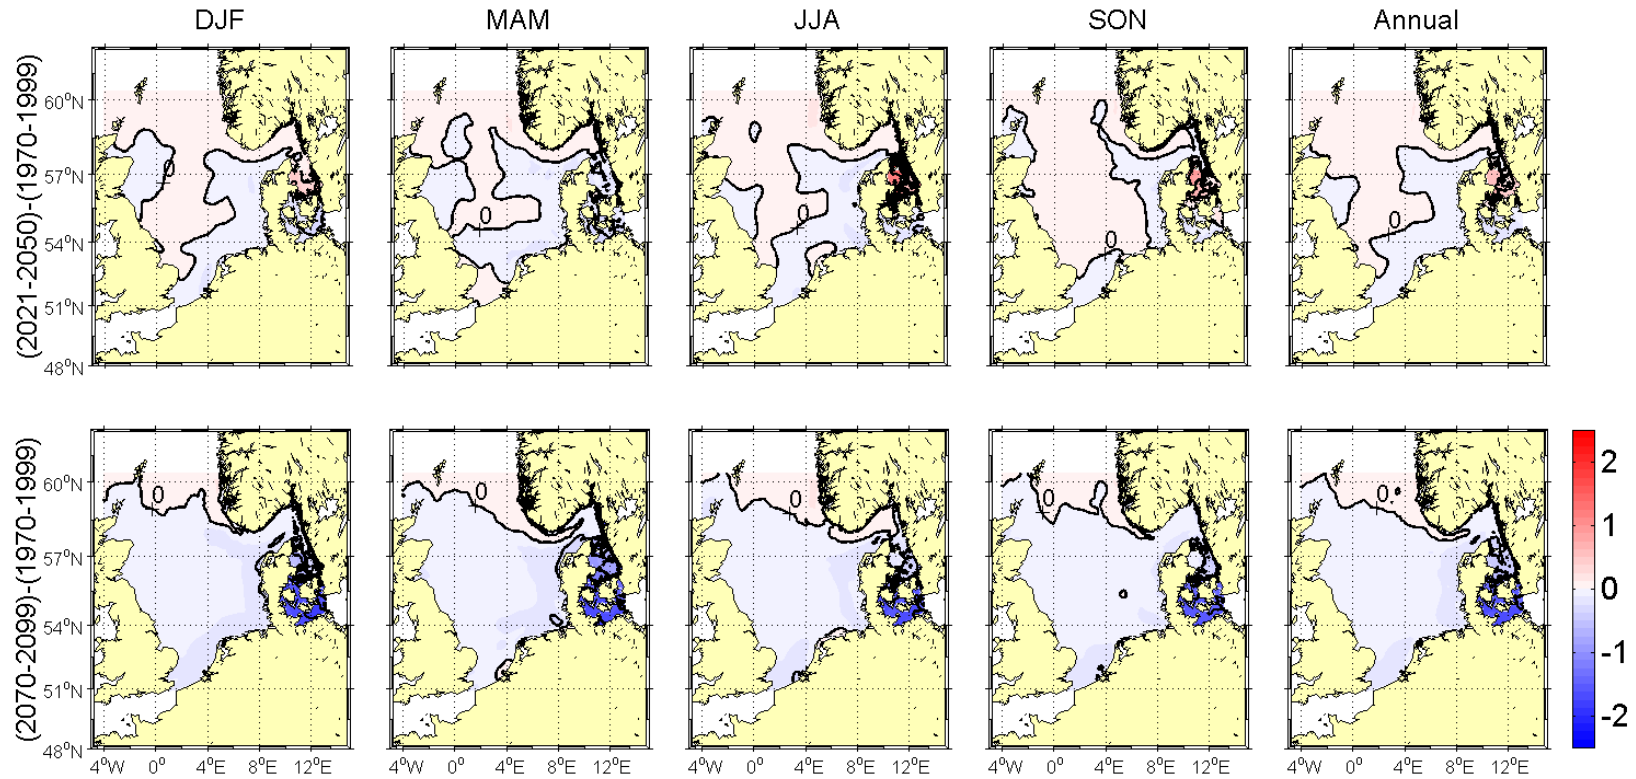 DJF MAM JJA SON Annual
(2021-2050)-(1970-1999)
60°N
57°N
54°N
51°N
48°N
0 0 0 0 0
(2070-2099)-(1970-1999)
60°N
57°N
54°N
51°N
48°N
0 0 0 0 0
4°W 0° 4°E 8°E 12°E 4°W 0° 4°E 8°E 12°E 4°W 0° 4°E 8°E 12°E 4°W 0° 4°E 8°E 12°E 4°W 0° 4°E 8°E 12°E
2
1
0
-1
-2